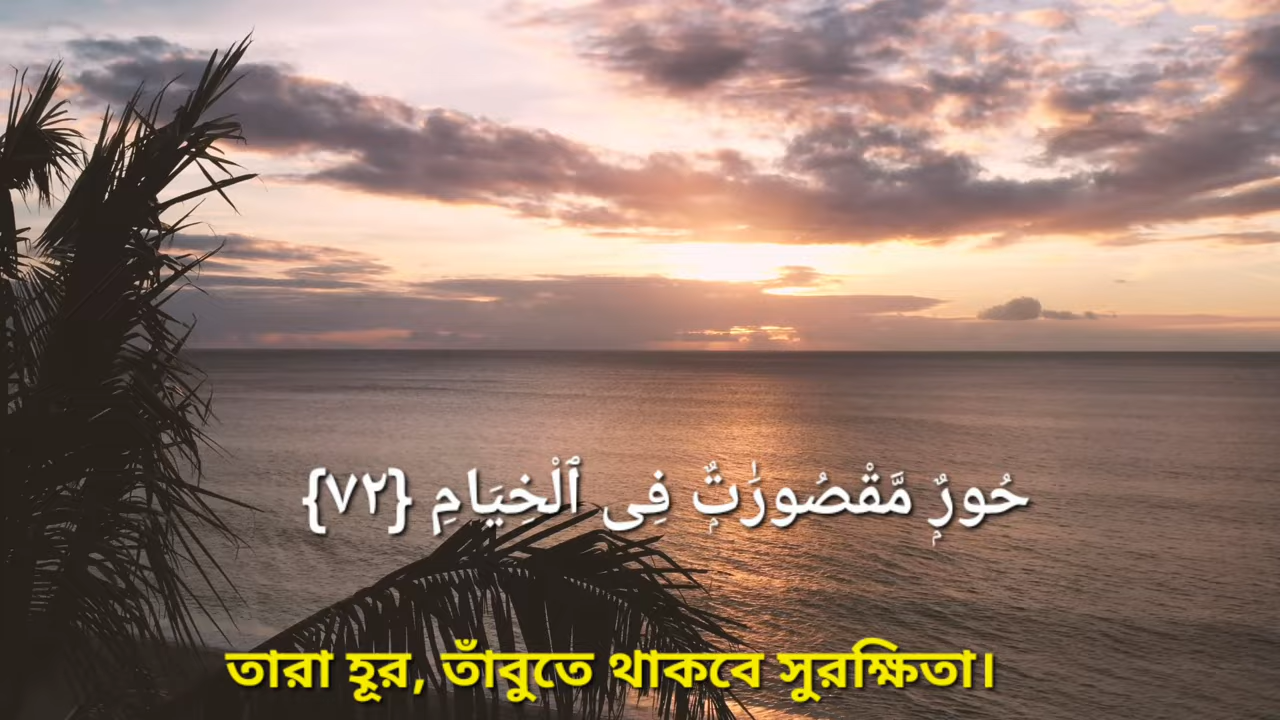 حُورٌۭ مَّقْصُورَٰتٌۭ فِى ٱلْخِيَامِ {٧٢}
তারা হূর, তাঁবুতে থাকবে সুরক্ষিতা।